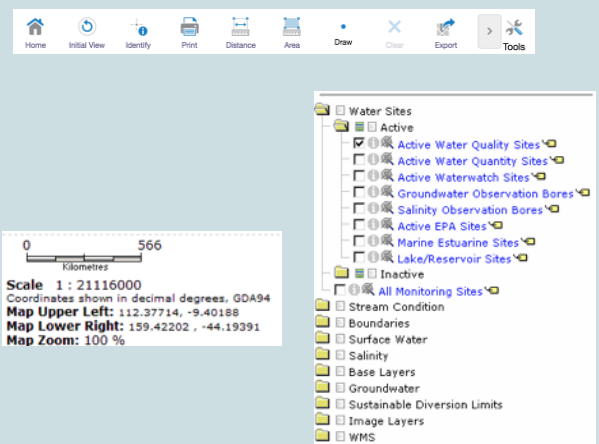 Home Initial View Identify Print Distance Area Draw Clear Export > Tools
Water Sites
Active
Active Water Quality Sites
Active Water Quantity Sites
Active Waterwatch Sites
Groundwater Observation Bores
Salinity Observation Bores
Active EPA Sites
Marine Estuarine Sites
Lake/Reservoir Sites
Inactive
All Monitoring Sites
Stream Condition
Boundaries
Surface Water
Salinity
Base Layers
Groundwater
Sustainable Diversion Limits
Image Layers
WMS
0 566
Kilometres
Scale 1 : 21116000
Coordinates shown in decimal degrees, GDA94
Map Upper Left: 112.37714, -9.40188
Map Lower Right: 159.42202 , -44.19391
Map Zoom: 100 %